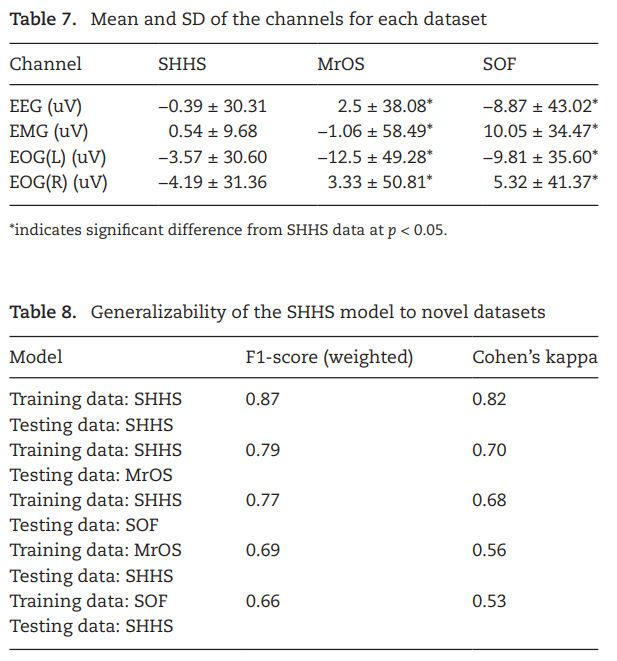 Table 7. Mean and SD of the channels for each dataset
Channel SHHS MrOS SOF
EEG (uV) −0.39 ± 30.31 2.5 ± 38.08* −8.87 ± 43.02*
EMG (uV) 0.54 ± 9.68 −1.06 ± 58.49* 10.05 ± 34.47*
EOG(L) (uV) −3.57 ± 30.60 −12.5 ± 49.28* −9.81 ± 35.60*
EOG(R) (uV) −4.19 ± 31.36 3.33 ± 50.81* 5.32 ± 41.37*
*indicates significant difference from SHHS data at p < 0.05.
Table 8. Generalizability of the SHHS model to novel datasets
Model F1-score (weighted) Cohen’s kappa
Training data: SHHS 0.87 0.82
Testing data: SHHS
Training data: SHHS 0.79 0.70
Testing data: MrOS
Training data: SHHS 0.77 0.68
Testing data: SOF
Training data: MrOS 0.69 0.56
Testing data: SHHS
Training data: SOF 0.66 0.53
Testing data: SHHS